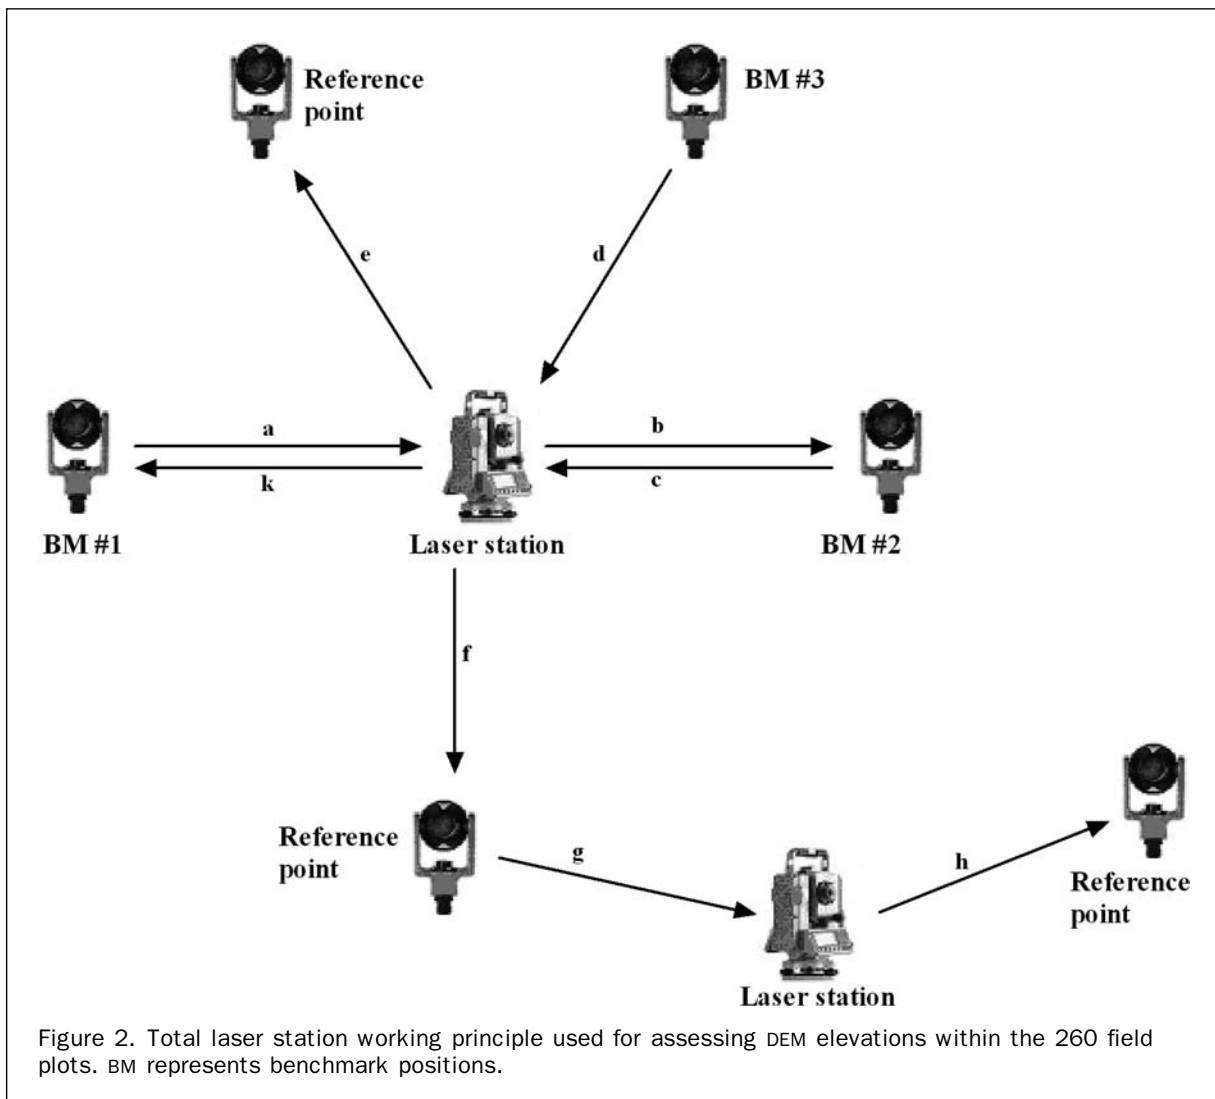 Reference
point
BM #3
e
d
a
b
k
c
BM #1
Laser station
BM #2
f
Reference
point
g
h
Reference
point
Laser station
Figure 2. Total laser station working principle used for assessing DEM elevations within the 260 field
plots. BM represents benchmark positions.